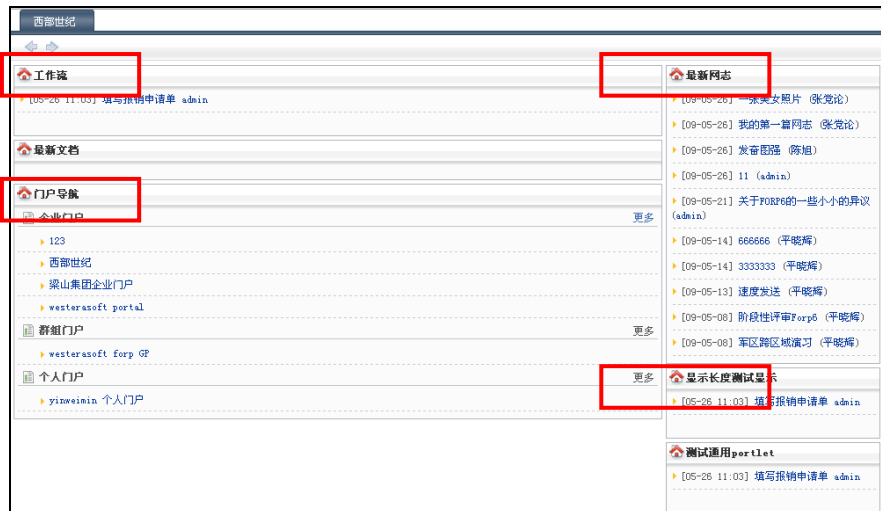 西部世纪
工作流
[05-26 11:03] 填写报销申请单 admin
最新文档
门户导航
企业门户 更多
123
西部世纪
梁山集团企业门户
westerasoft portal
群组门户 更多
westerasoft forp GP
个人门户 更多
yinweimin 个人门户
最新网志
[09-05-26] 一张美女照片 (张党论)
[09-05-26] 我的第一篇网志 (张党论)
[09-05-26] 发奋图强 (陈旭)
[09-05-26] 11 (admin)
[09-05-21] 关于FORP6的一些小小的异议
(admin)
[09-05-14] 666666 (平晓辉)
[09-05-14] 3333333 (平晓辉)
[09-05-13] 速度发送 (平晓辉)
[09-05-08] 阶段性评审Forp6 (平晓辉)
[09-05-08] 军区跨区域演习 (平晓辉)
显示长度测试显示
[05-26 11:03] 填写报销申请单 admin
测试通用portlet
[05-26 11:03] 填写报销申请单 admin